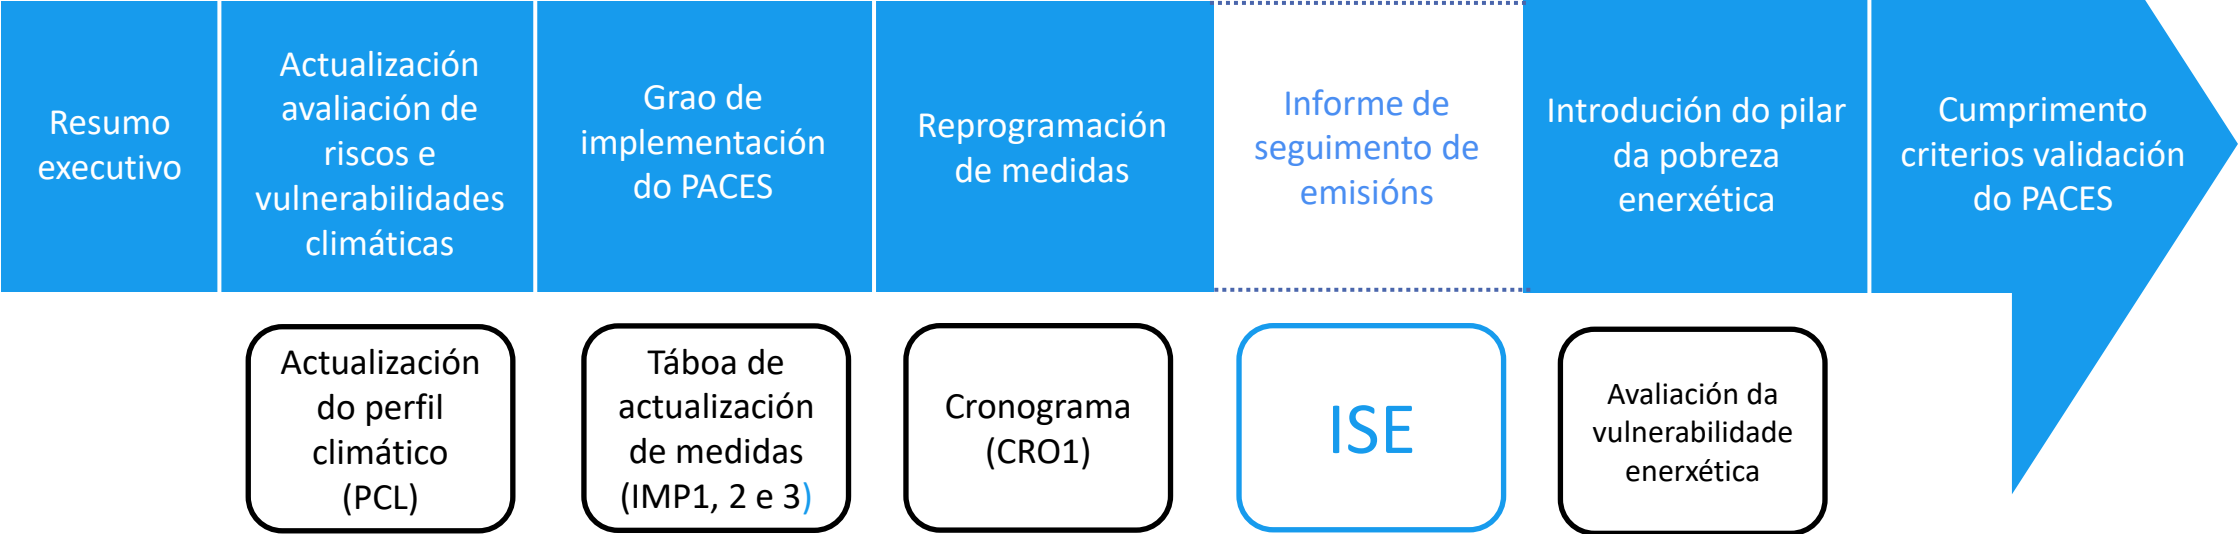 Resumo
executivo
Actualización
avaliación de
riscos e
vulnerabilidades
climáticas
Grao de
implementación
do PACES
Reprogramación
de medidas
Informe de
seguimento de
emisións
Introdución do pilar
da pobreza
enerxética
Cumprimento
criterios validación
do PACES
Actualización
do perfil
climático
(PCL)
Táboa de
actualización
de medidas
(IMP1, 2 e 3)
Cronograma
(CRO1)
ISE
Avaliación da
vulnerabilidade
enerxética